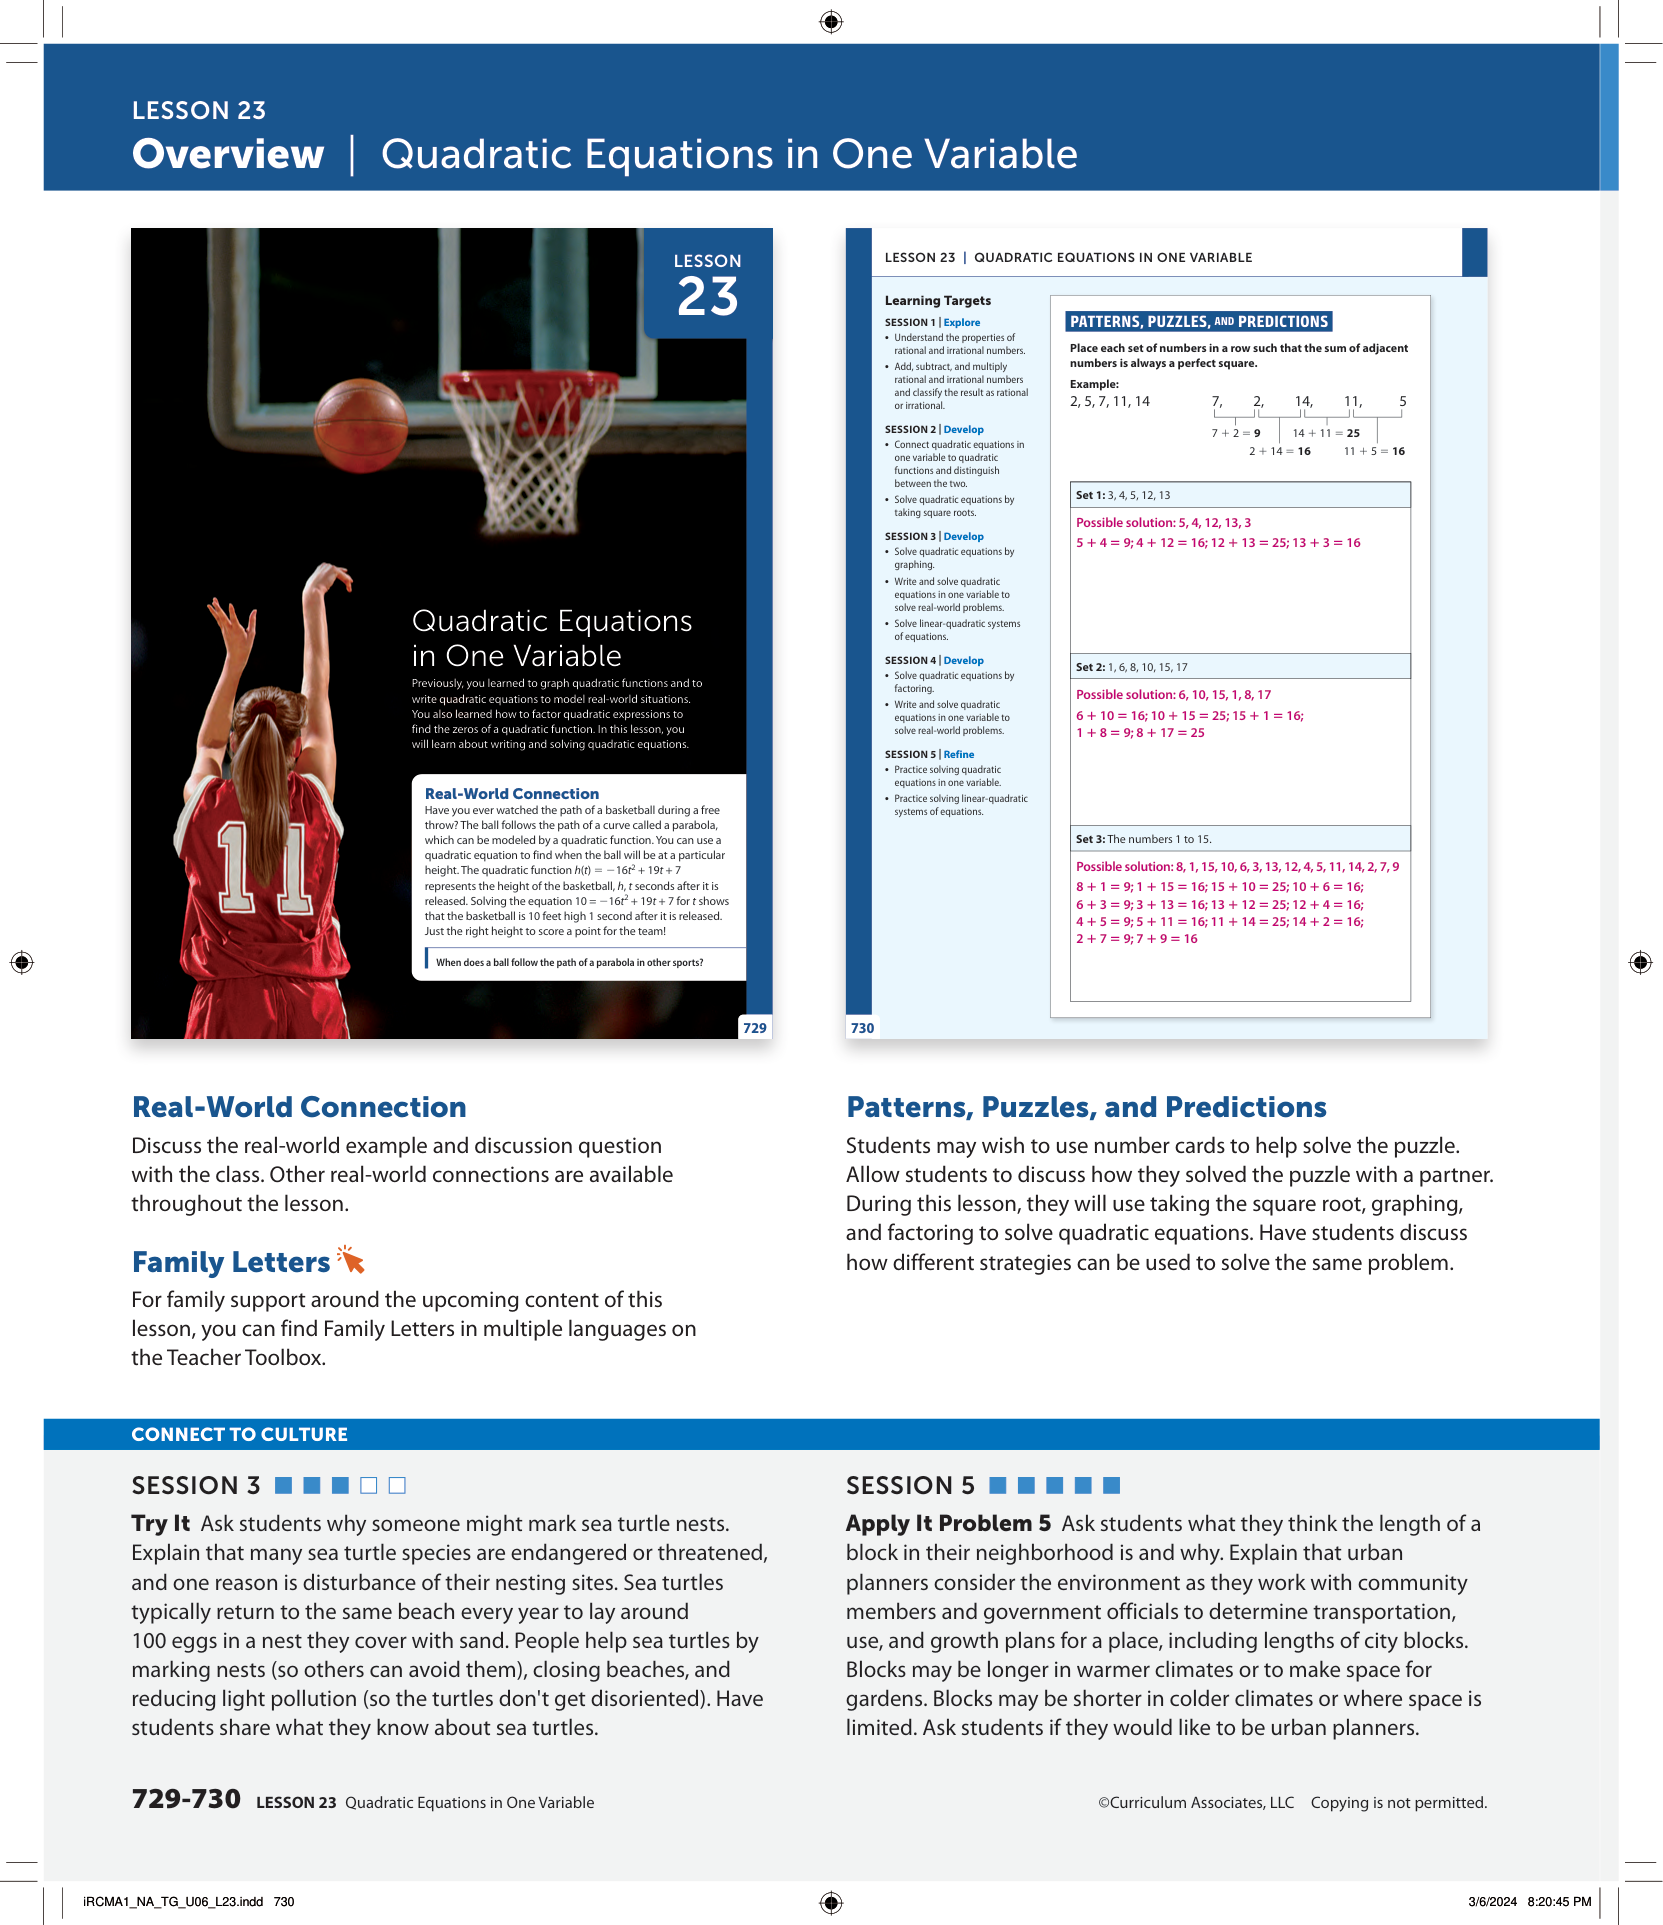 LESSON 23
Overview | Quadratic Equations in One Variable
LESSON
23
Quadratic Equations
in One Variable
Previously, you learned to graph quadratic functions and to
write quadratic equations to model real-world situations.
You also learned how to factor quadratic expressions to
find the zeros of a quadratic function. In this lesson, you
will learn about writing and solving quadratic equations.
Real-World Connection
Have you ever watched the path of a basketball during a free
throw? The ball follows the path of a curve called a parabola,
which can be modeled by a quadratic function. You can use a
quadratic equation to find when the ball will be at a particular
height. The quadratic function h(t) = −16t² + 19t + 7
represents the height of the basketball, h, t seconds after it is
released. Solving the equation 10 = −16t² + 19t + 7 for t shows
that the basketball is 10 feet high 1 second after it is released.
Just the right height to score a point for the team!
When does a ball follow the path of a parabola in other sports?
11
729
LESSON 23 | QUADRATIC EQUATIONS IN ONE VARIABLE
Learning Targets
SESSION 1 | Explore
• Understand the properties of
rational and irrational numbers.
• Add, subtract, and multiply
rational and irrational numbers
and classify the result as rational
or irrational.
SESSION 2 | Develop
• Connect quadratic equations in
one variable to quadratic
functions and distinguish
between the two.
• Solve quadratic equations by
taking square roots.
SESSION 3 | Develop
• Solve quadratic equations by
graphing.
• Write and solve quadratic
equations in one variable to
solve real-world problems.
• Solve linear-quadratic systems
of equations.
SESSION 4 | Develop
• Solve quadratic equations by
factoring.
• Write and solve quadratic
equations in one variable to
solve real-world problems.
SESSION 5 | Refine
• Practice solving quadratic
equations in one variable.
• Practice solving linear-quadratic
systems of equations.
PATTERNS, PUZZLES, AND PREDICTIONS
Place each set of numbers in a row such that the sum of adjacent
numbers is always a perfect square.
Example:
2, 5, 7, 11, 14 7, 2, 14, 11, 5
7 + 2 = 9 14 + 11 = 25
2 + 14 = 16 11 + 5 = 16
Set 1: 3, 4, 5, 12, 13
Possible solution: 5, 4, 12, 13, 3
5 + 4 = 9; 4 + 12 = 16; 12 + 13 = 25; 13 + 3 = 16
Set 2: 1, 6, 8, 10, 15, 17
Possible solution: 6, 10, 15, 1, 8, 17
6 + 10 = 16; 10 + 15 = 25; 15 + 1 = 16;
1 + 8 = 9; 8 + 17 = 25
Set 3: The numbers 1 to 15.
Possible solution: 8, 1, 15, 10, 6, 3, 13, 12, 4, 5, 11, 14, 2, 7, 9
8 + 1 = 9; 1 + 15 = 16; 15 + 10 = 25; 10 + 6 = 16;
6 + 3 = 9; 3 + 13 = 16; 13 + 12 = 25; 12 + 4 = 16;
4 + 5 = 9; 5 + 11 = 16; 11 + 14 = 25; 14 + 2 = 16;
2 + 7 = 9; 7 + 9 = 16
730
Real-World Connection
Discuss the real-world example and discussion question
with the class. Other real-world connections are available
throughout the lesson.
Family Letters
For family support around the upcoming content of this
lesson, you can find Family Letters in multiple languages on
the Teacher Toolbox.
Patterns, Puzzles, and Predictions
Students may wish to use number cards to help solve the puzzle.
Allow students to discuss how they solved the puzzle with a partner.
During this lesson, they will use taking the square root, graphing,
and factoring to solve quadratic equations. Have students discuss
how different strategies can be used to solve the same problem.
CONNECT TO CULTURE
SESSION 3
Try It Ask students why someone might mark sea turtle nests.
Explain that many sea turtle species are endangered or threatened,
and one reason is disturbance of their nesting sites. Sea turtles
typically return to the same beach every year to lay around
100 eggs in a nest they cover with sand. People help sea turtles by
marking nests (so others can avoid them), closing beaches, and
reducing light pollution (so the turtles don't get disoriented). Have
students share what they know about sea turtles.
SESSION 5
Apply It Problem 5 Ask students what they think the length of a
block in their neighborhood is and why. Explain that urban
planners consider the environment as they work with community
members and government officials to determine transportation,
use, and growth plans for a place, including lengths of city blocks.
Blocks may be longer in warmer climates or to make space for
gardens. Blocks may be shorter in colder climates or where space is
limited. Ask students if they would like to be urban planners.
729-730 LESSON 23 Quadratic Equations in One Variable
©Curriculum Associates, LLC Copying is not permitted.
iRCMA1_NA_TG_U06_L23.indd 730
3/6/2024 8:20:45 PM